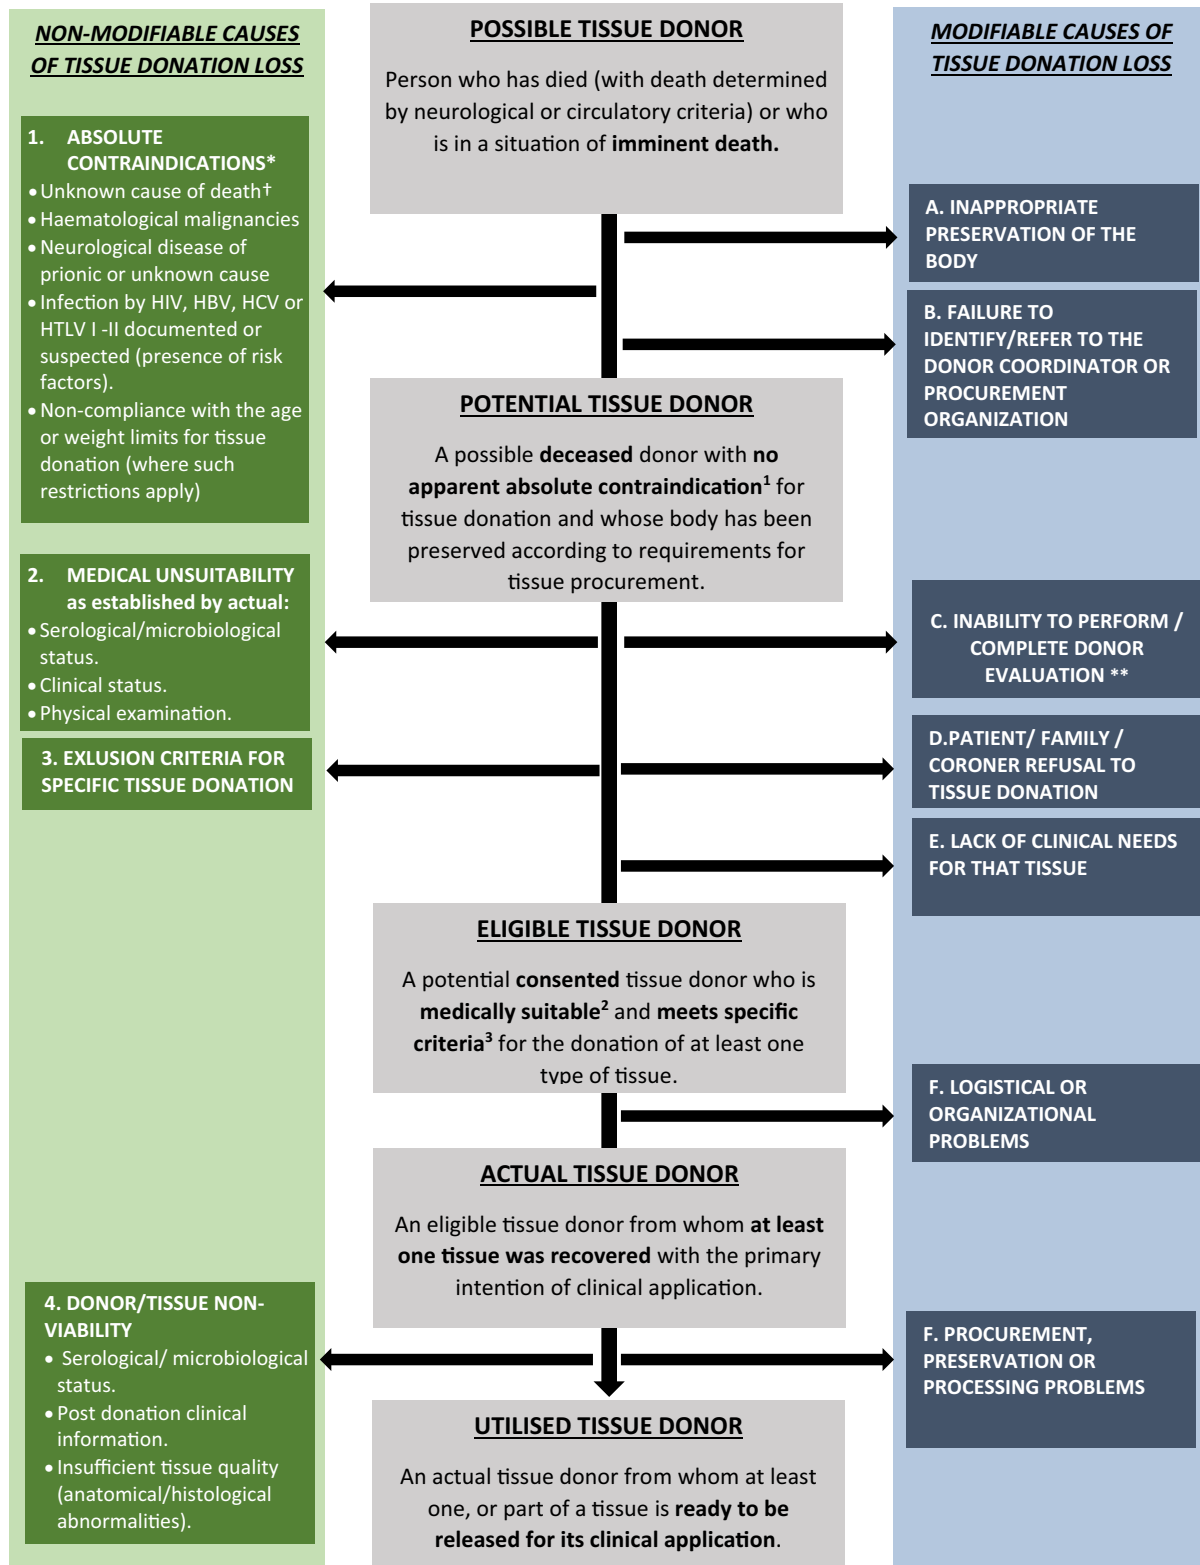 NON-MODIFIABLE CAUSES
OF TISSUE DONATION LOSS
1. ABSOLUTE
CONTRAINDICATIONS*
• Unknown cause of death†
• Haematological malignancies
• Neurological disease of
prionic or unknown cause
• Infection by HIV, HBV, HCV or
HTLV I -II documented or
suspected (presence of risk
factors).
• Non-compliance with the age
or weight limits for tissue
donation (where such
restrictions apply)
2. MEDICAL UNSUITABILITY
as established by actual:
• Serological/microbiological
status.
• Clinical status.
• Physical examination.
3. EXLUSION CRITERIA FOR
SPECIFIC TISSUE DONATION
4. DONOR/TISSUE NON-
VIABILITY
• Serological/ microbiological
status.
• Post donation clinical
information.
• Insufficient tissue quality
(anatomical/histological
abnormalities).
POSSIBLE TISSUE DONOR
Person who has died (with death determined
by neurological or circulatory criteria) or who
is in a situation of imminent death.
POTENTIAL TISSUE DONOR
A possible deceased donor with no
apparent absolute contraindication¹ for
tissue donation and whose body has been
preserved according to requirements for
tissue procurement.
ELIGIBLE TISSUE DONOR
A potential consented tissue donor who is
medically suitable² and meets specific
criteria³ for the donation of at least one
type of tissue.
ACTUAL TISSUE DONOR
An eligible tissue donor from whom at least
one tissue was recovered with the primary
intention of clinical application.
UTILISED TISSUE DONOR
An actual tissue donor from whom at least
one, or part of a tissue is ready to be
released for its clinical application.
MODIFIABLE CAUSES OF
TISSUE DONATION LOSS
A. INAPPROPRIATE
PRESERVATION OF THE
BODY
B. FAILURE TO
IDENTIFY/REFER TO THE
DONOR COORDINATOR OR
PROCUREMENT
ORGANIZATION
C. INABILITY TO PERFORM /
COMPLETE DONOR
EVALUATION **
D.PATIENT/ FAMILY /
CORONER REFUSAL TO
TISSUE DONATION
E. LACK OF CLINICAL NEEDS
FOR THAT TISSUE
F. LOGISTICAL OR
ORGANIZATIONAL
PROBLEMS
F. PROCUREMENT,
PRESERVATION OR
PROCESSING PROBLEMS